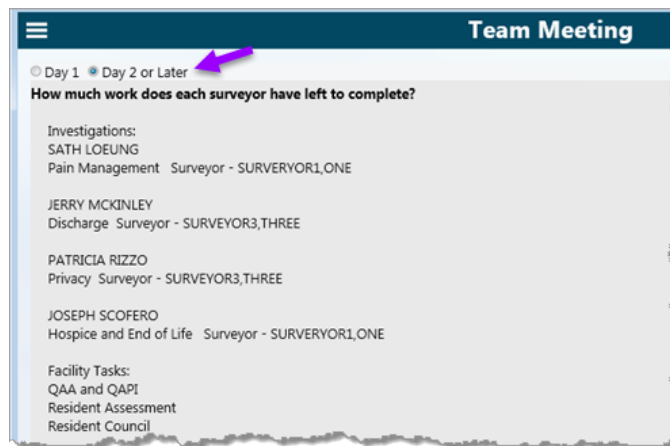 Team Meeting
Day 1 Day 2 or Later
How much work does each surveyor have left to complete?
Investigations:
SATH LOEUNG
Pain Management Surveyor - SURVERYOR1,ONE
JERRY MCKINLEY
Discharge Surveyor - SURVEYOR3,THREE
PATRICIA RIZZO
Privacy Surveyor - SURVEYOR3,THREE
JOSEPH SCOFERO
Hospice and End of Life Surveyor - SURVERYOR1,ONE
Facility Tasks:
QAA and QAPI
Resident Assessment
Resident Council